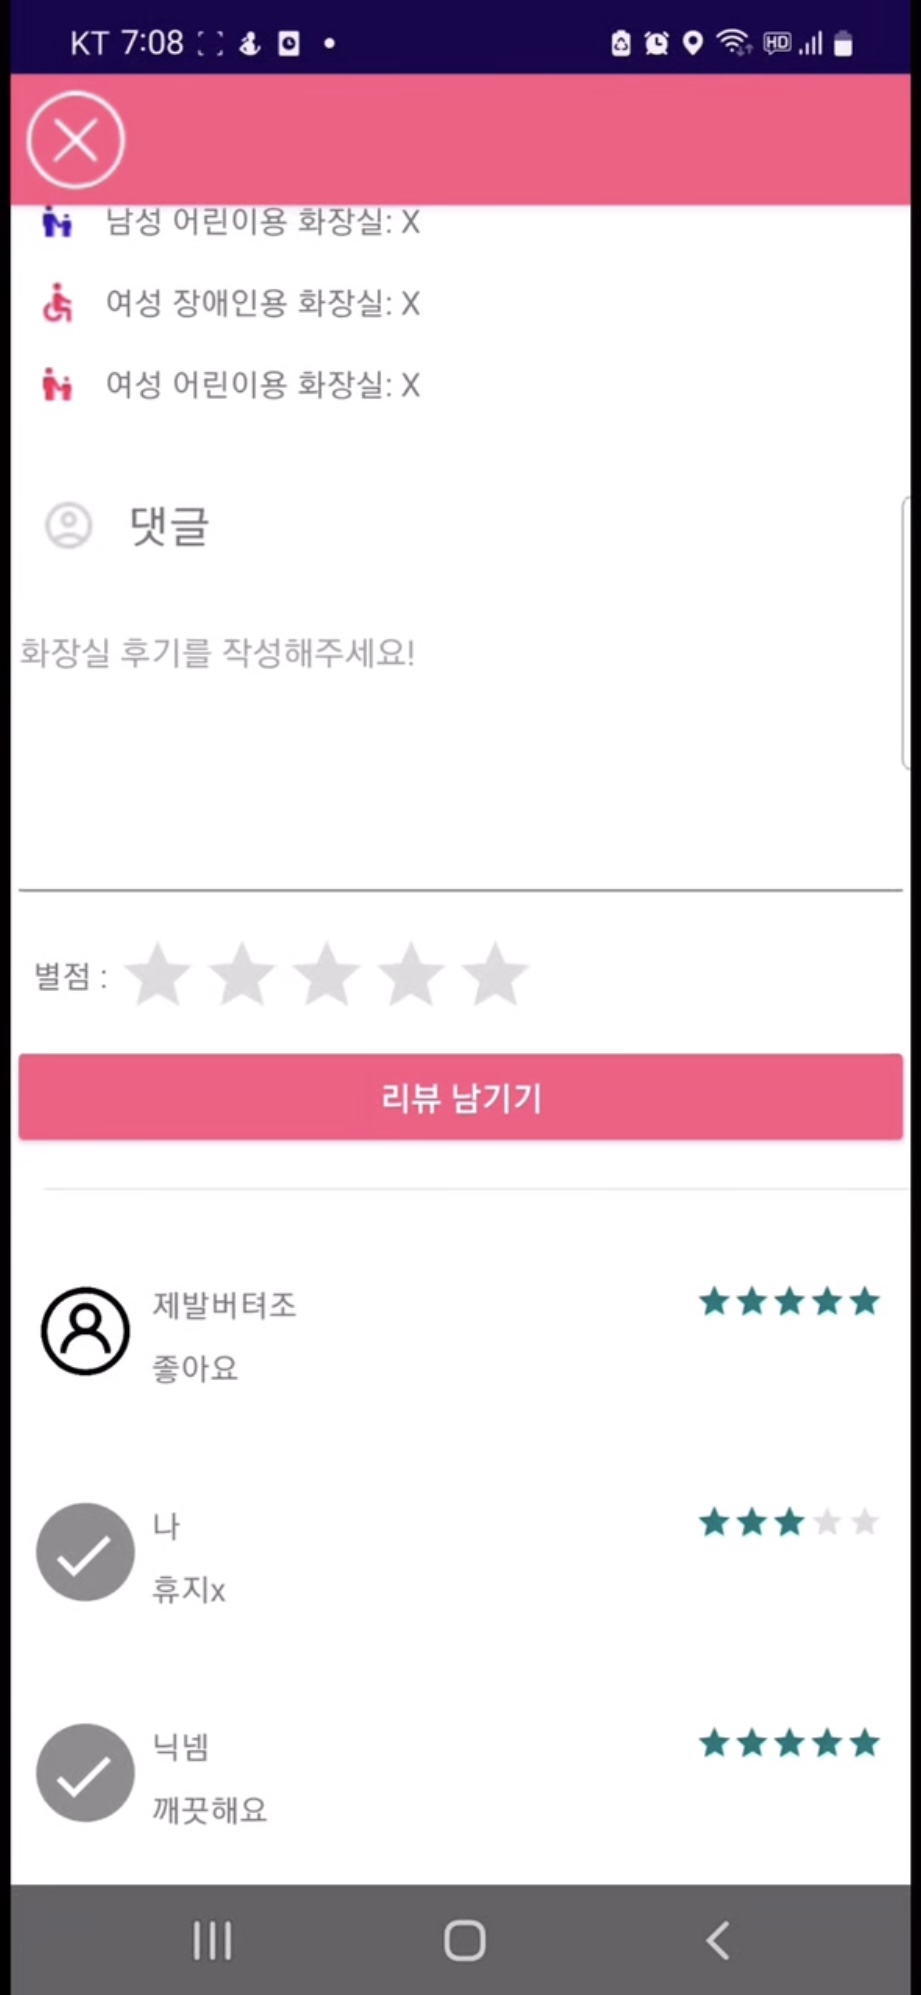 KT 7:08
HD
남성 어린이용 화장실: X
여성 장애인용 화장실: X
여성 어린이용 화장실: X
댓글
화장실 후기를 작성해주세요!
별점 :
리뷰 남기기
제발버텨조
좋아요
나
휴지x
닉넴
깨끗해요